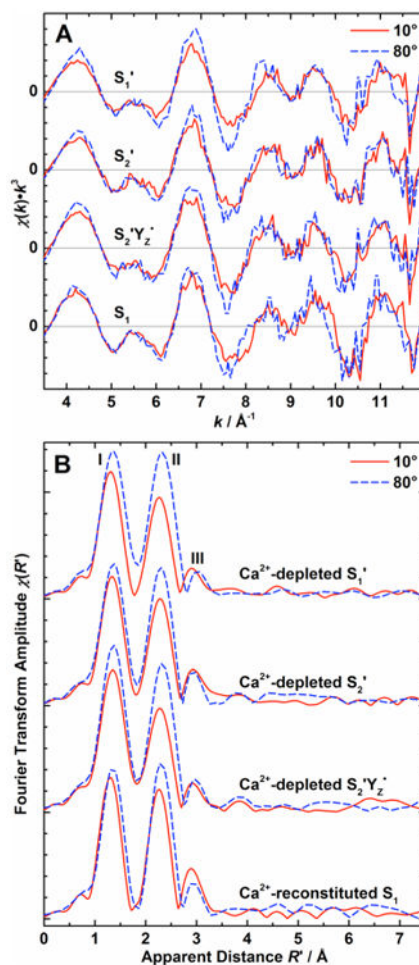 A
10°
80°
S₁'
0
S₂'
0
S₂'Y_Z•
0
S₁
0
χ(k)•k³
4 5 6 7 8 9 10 11
k / Å⁻¹
B
10°
80°
I
II
III
Ca²⁺-depleted S₁'
Ca²⁺-depleted S₂'
Ca²⁺-depleted S₂'Y_Z•
Ca²⁺-reconstituted S₁
Fourier Transform Amplitude χ(R')
0 1 2 3 4 5 6 7
Apparent Distance R' / Å